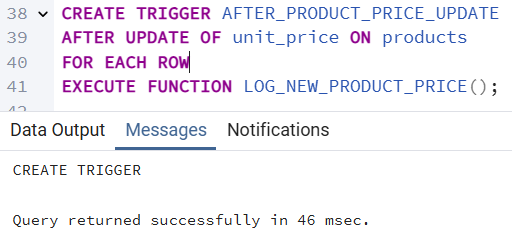 38 CREATE TRIGGER AFTER_PRODUCT_PRICE_UPDATE
39 AFTER UPDATE OF unit_price ON products
40 FOR EACH ROW
41 EXECUTE FUNCTION LOG_NEW_PRODUCT_PRICE();
Data Output Messages Notifications
CREATE TRIGGER
Query returned successfully in 46 msec.